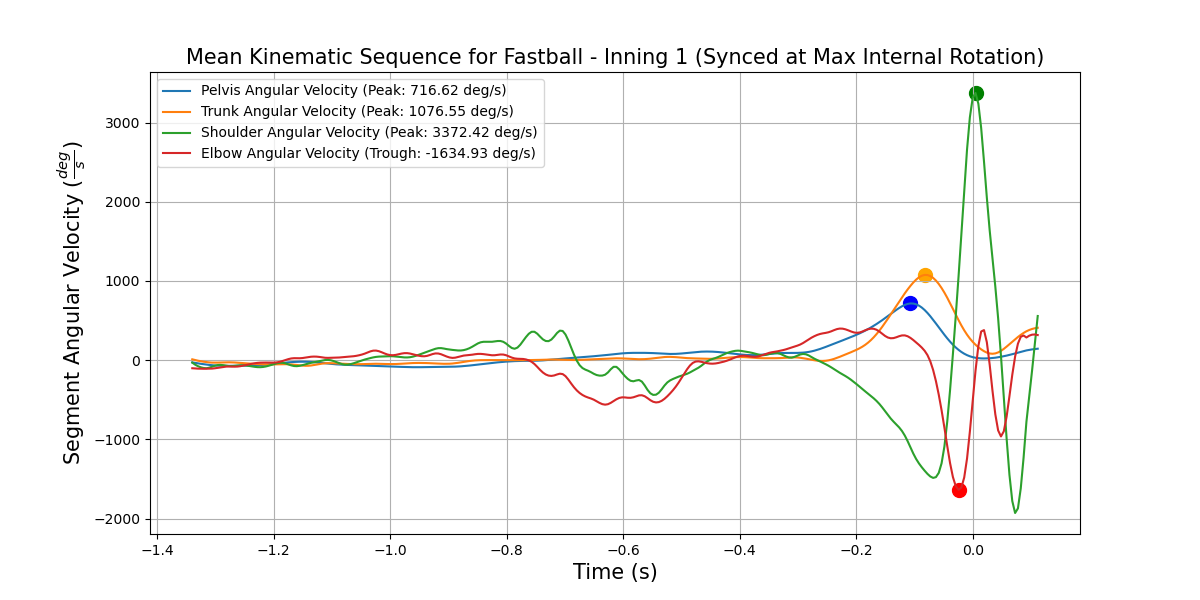 Mean Kinematic Sequence for Fastball - Inning 1 (Synced at Max Internal Rotation)
Pelvis Angular Velocity (Peak: 716.62 deg/s)
Trunk Angular Velocity (Peak: 1076.55 deg/s)
Shoulder Angular Velocity (Peak: 3372.42 deg/s)
Elbow Angular Velocity (Trough: -1634.93 deg/s)
Segment Angular Velocity (deg/s)
3000
2000
1000
0
−1000
−2000
−1.4 −1.2 −1.0 −0.8 −0.6 −0.4 −0.2 0.0
Time (s)